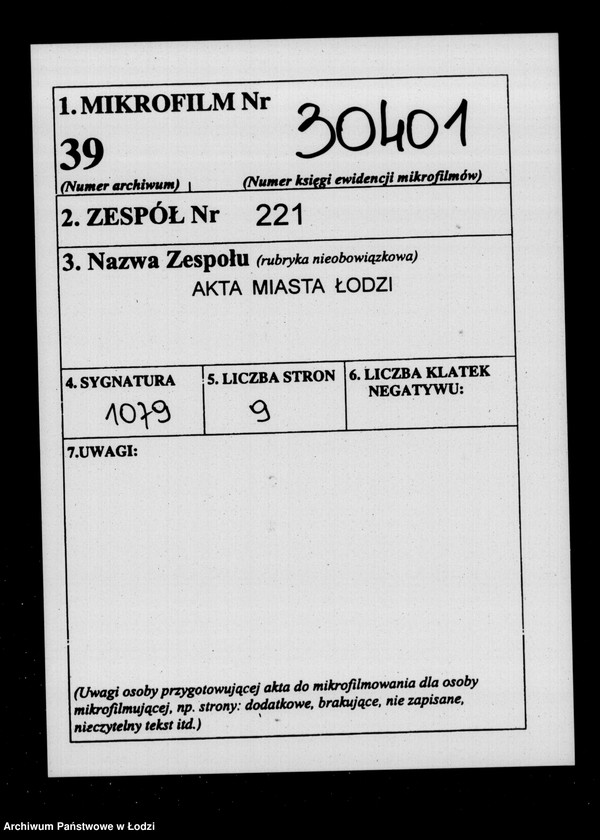 1. MIKROFILM Nr 30401
39
(Numer archiwum) (Numer księgi ewidencji mikrofilmów)
2. ZESPÓŁ Nr 221
3. Nazwa Zespołu (rubryka nieobowiązkowa)
AKTA MIASTA ŁODZI
4. SYGNATURA
1079
5. LICZBA STRON
9
6. LICZBA KLATEK
NEGATYWU:
7.UWAGI:
(Uwagi osoby przygotowującej akta do mikrofilmowania dla osoby
mikrofilmującej, np. strony: dodatkowe, brakujące, nie zapisane,
nieczytelny tekst itd.)
Archiwum Państwowe w Łodzi